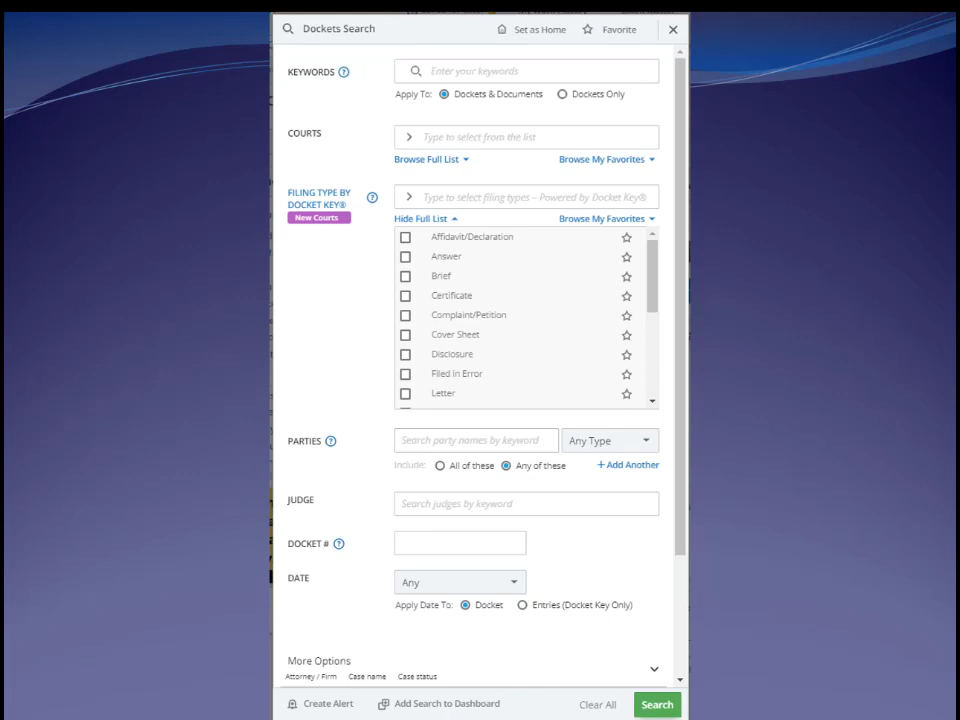 Dockets Search Set as Home Favorite
KEYWORDS ? Enter your keywords
Apply To: Dockets & Documents Dockets Only
COURTS Type to select from the list
Browse Full List Browse My Favorites
FILING TYPE BY DOCKET KEY® ? Type to select filing types – Powered by Docket Key®
New Courts
Hide Full List Browse My Favorites
Affidavit/Declaration
Answer
Brief
Certificate
Complaint/Petition
Cover Sheet
Disclosure
Filed in Error
Letter
PARTIES ? Search party names by keyword Any Type
Include: All of these Any of these + Add Another
JUDGE Search judges by keyword
DOCKET # ?
DATE Any
Apply Date To: Docket Entries (Docket Key Only)
More Options
Attorney / Firm Case name Case status
Create Alert Add Search to Dashboard Clear All Search